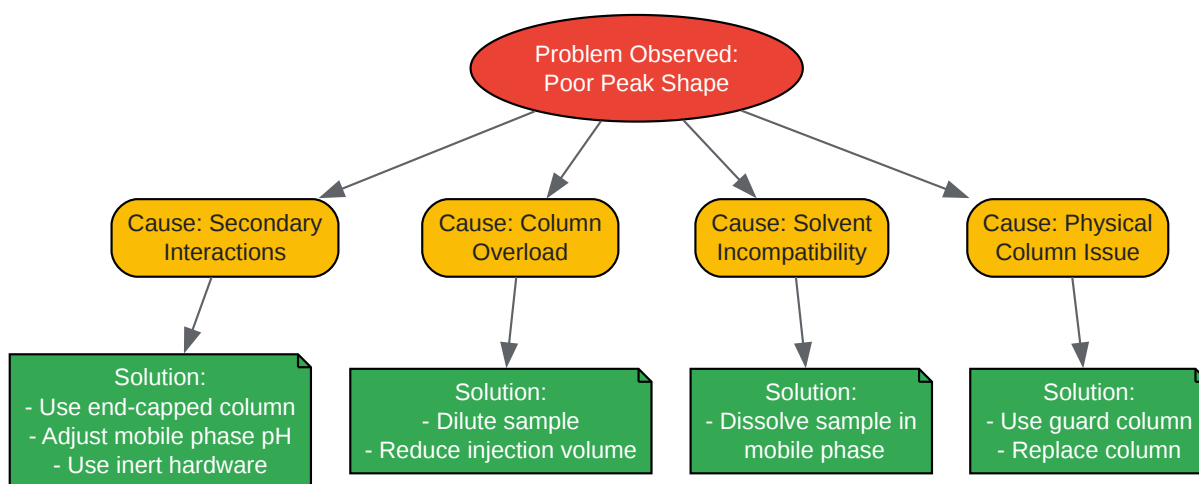 Problem Observed:
Poor Peak Shape
Cause: Secondary
Interactions
Cause: Column
Overload
Cause: Solvent
Incompatibility
Cause: Physical
Column Issue
Solution:
- Use end-capped column
- Adjust mobile phase pH
- Use inert hardware
Solution:
- Dilute sample
- Reduce injection volume
Solution:
- Dissolve sample in
mobile phase
Solution:
- Use guard column
- Replace column